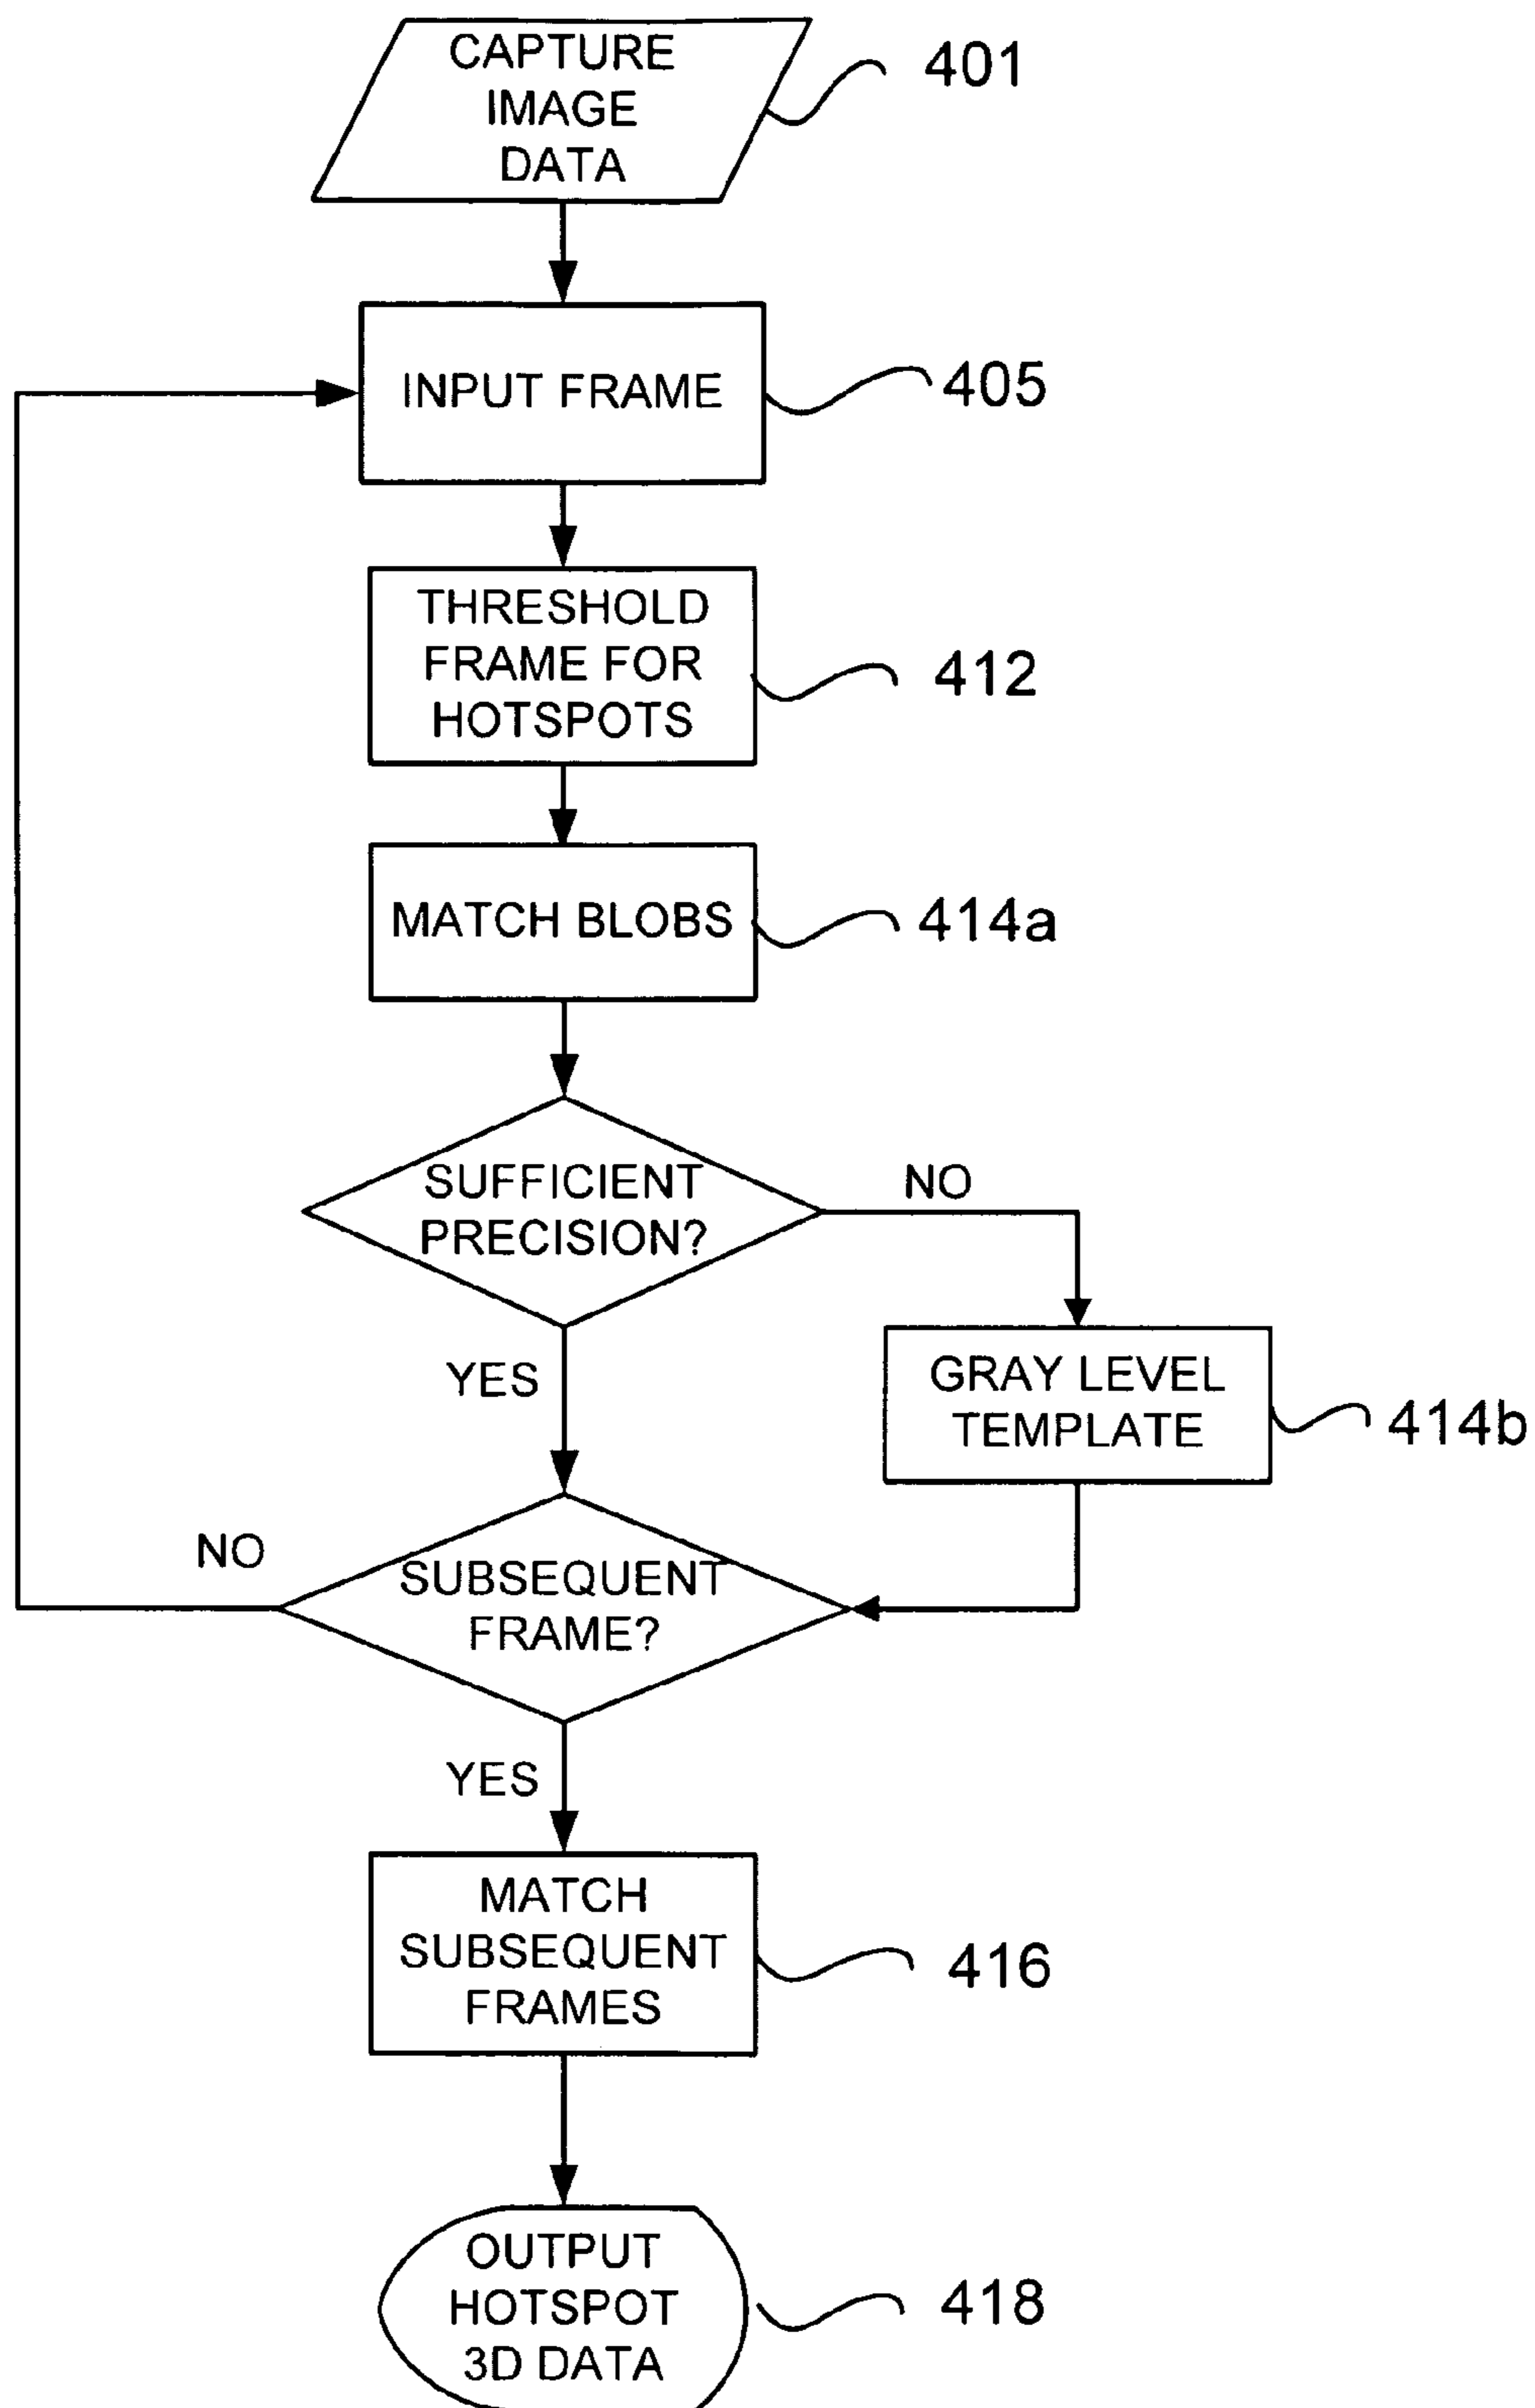 CAPTURE
IMAGE
DATA
401
INPUT FRAME
405
THRESHOLD
FRAME FOR
HOTSPOTS
412
MATCH BLOBS
414a
SUFFICIENT
PRECISION?
NO
YES
GRAY LEVEL
TEMPLATE
414b
NO
SUBSEQUENT
FRAME?
YES
MATCH
SUBSEQUENT
FRAMES
416
OUTPUT
HOTSPOT
3D DATA
418